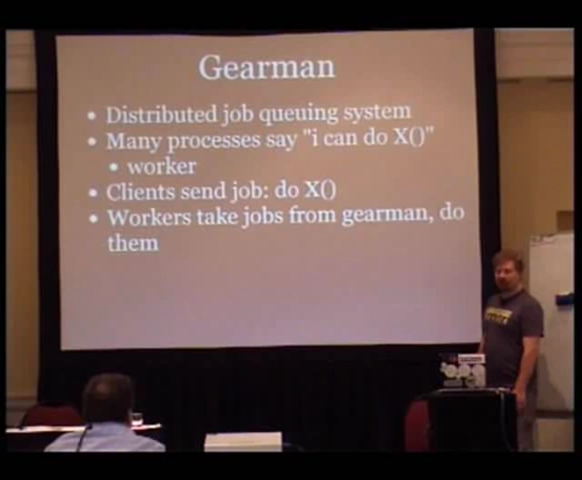 Gearman
• Distributed job queuing system
• Many processes say "i can do X()"
• worker
• Clients send job: do X()
• Workers take jobs from gearman, do
them